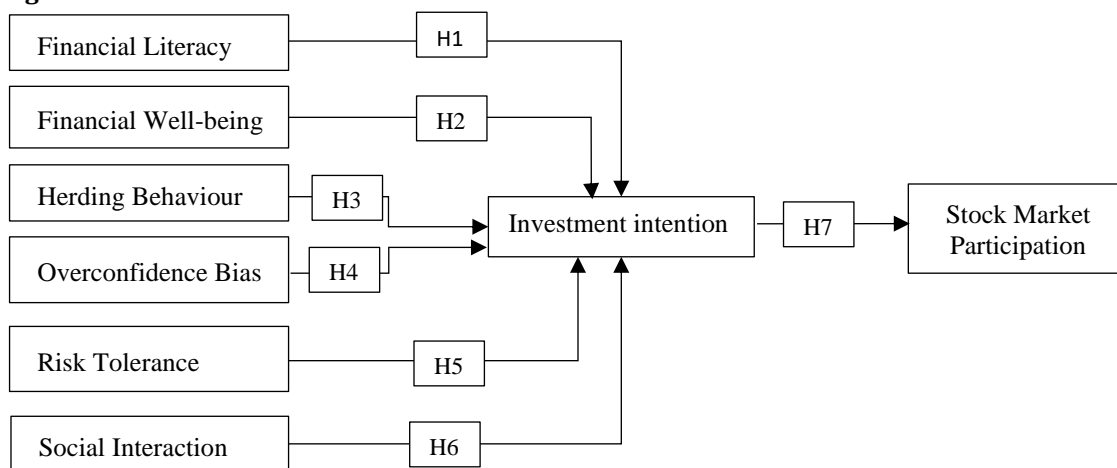 Financial Literacy
H1
Financial Well-being
H2
Herding Behaviour
H3
Overconfidence Bias
H4
Investment intention
H7
Stock Market
Participation
Risk Tolerance
H5
Social Interaction
H6